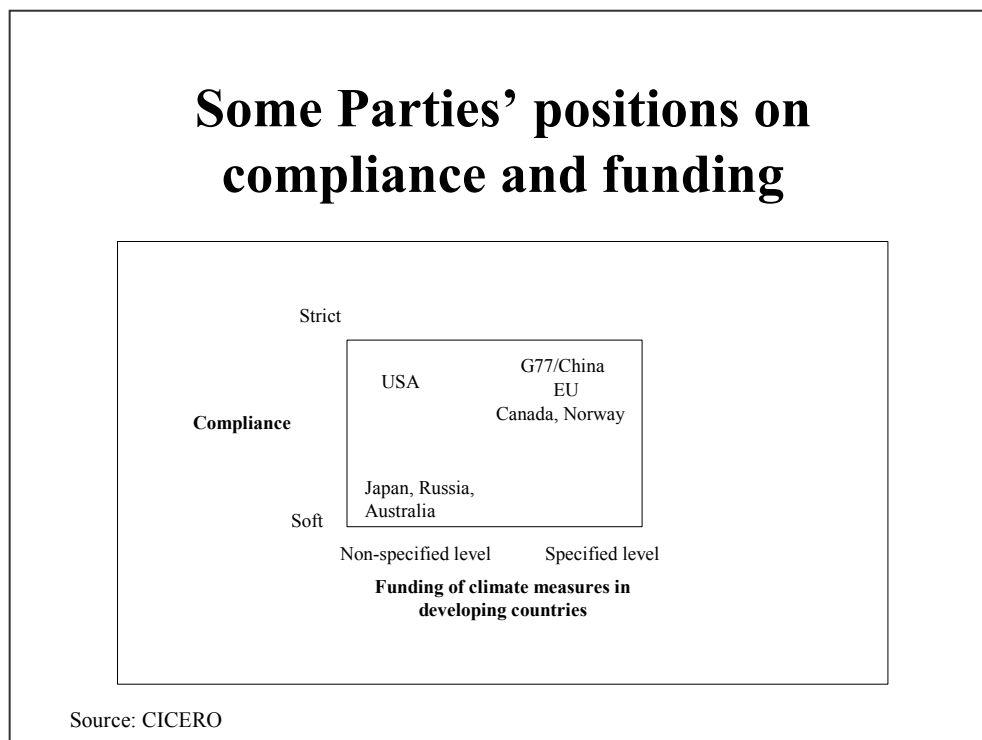 Some Parties’ positions on
compliance and funding
Strict
USA
G77/China
EU
Canada, Norway
Compliance
Japan, Russia,
Australia
Soft
Non-specified level
Specified level
Funding of climate measures in
developing countries
Source: CICERO